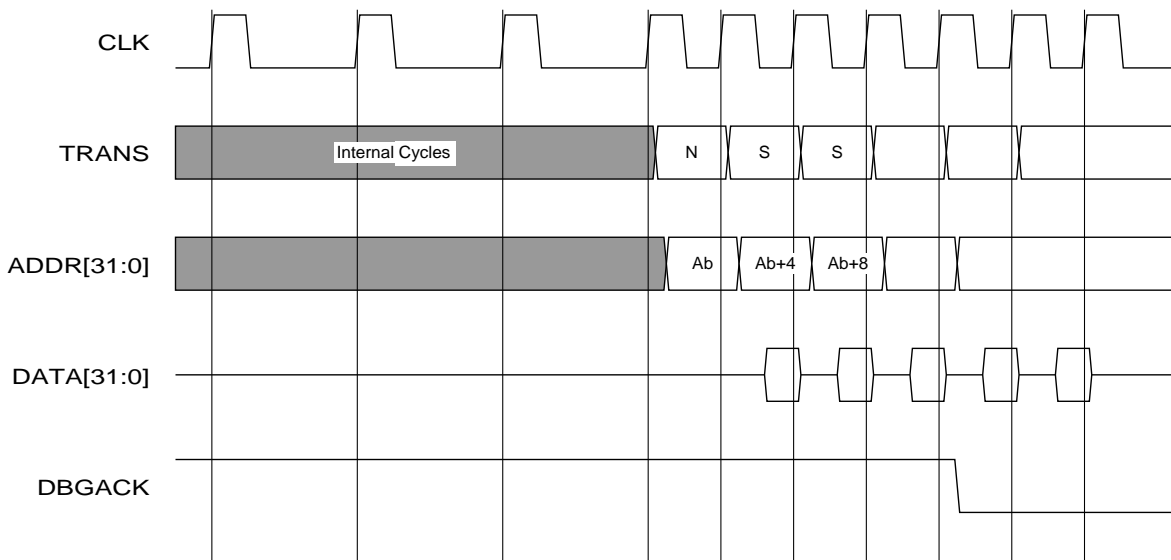 CLK
TRANS
Internal Cycles
N
S
S
ADDR[31:0]
Ab
Ab+4
Ab+8
DATA[31:0]
DBGACK